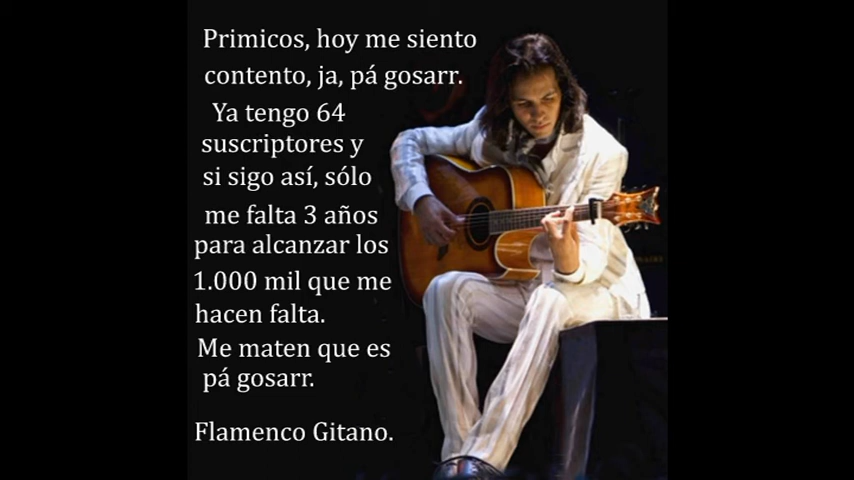 Primicos, hoy me siento
contento, ja, pá gosarr.
Ya tengo 64
suscriptores y
si sigo así, sólo
me falta 3 años
para alcanzar los
1.000 mil que me
hacen falta.
Me maten que es
pá gosarr.
Flamenco Gitano.